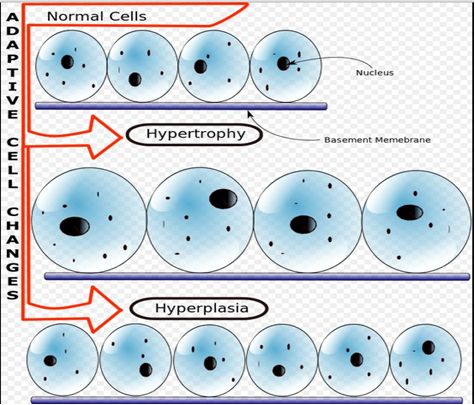 ADAPTIVE CELL CHANGES
Normal Cells
Nucleus
Hypertrophy
Basement Memebrane
Hyperplasia